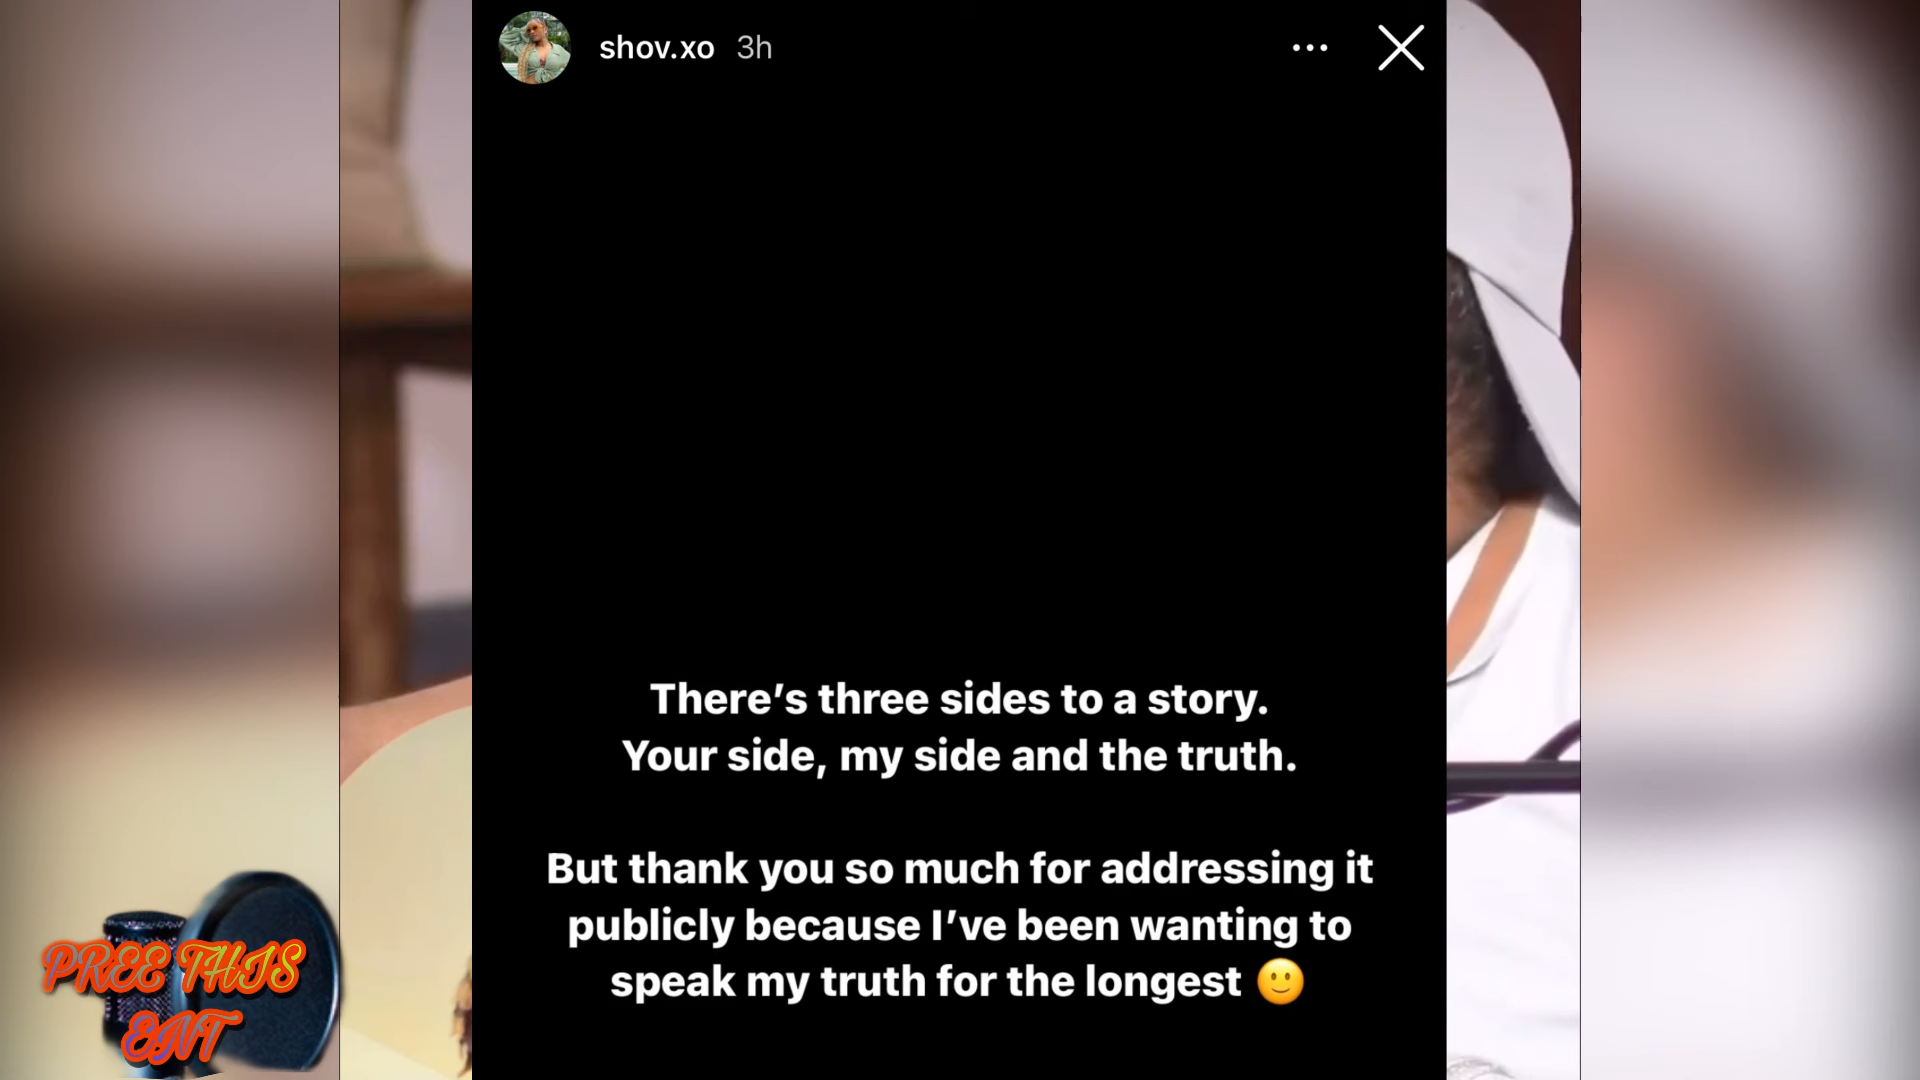 shov.xo 3h
There’s three sides to a story.
Your side, my side and the truth.
But thank you so much for addressing it
publicly because I’ve been wanting to
speak my truth for the longest 🙂
PREE THIS
ENT